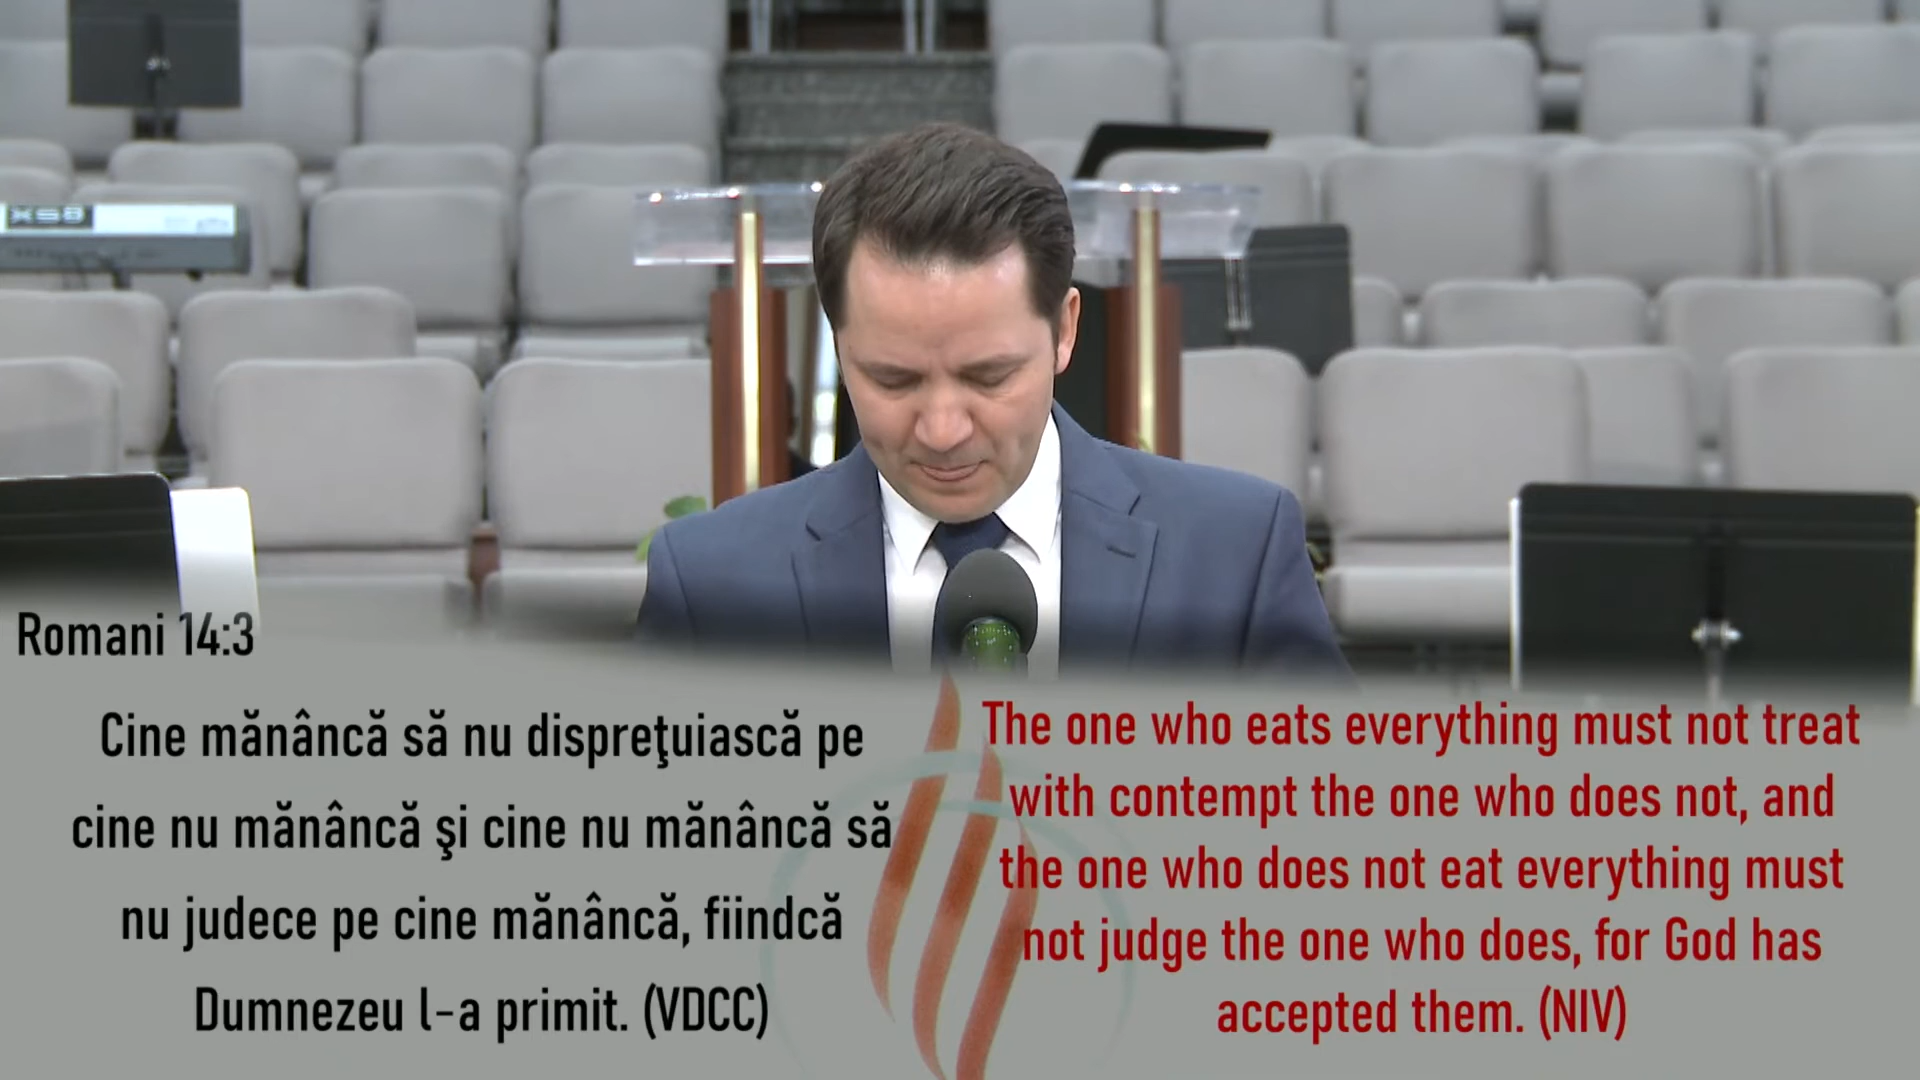 XS8
Romani 14:3
Cine mănâncă să nu dispreţuiască pe
cine nu mănâncă şi cine nu mănâncă să
nu judece pe cine mănâncă, fiindcă
Dumnezeu l-a primit. (VDCC)
The one who eats everything must not treat
with contempt the one who does not, and
the one who does not eat everything must
not judge the one who does, for God has
accepted them. (NIV)